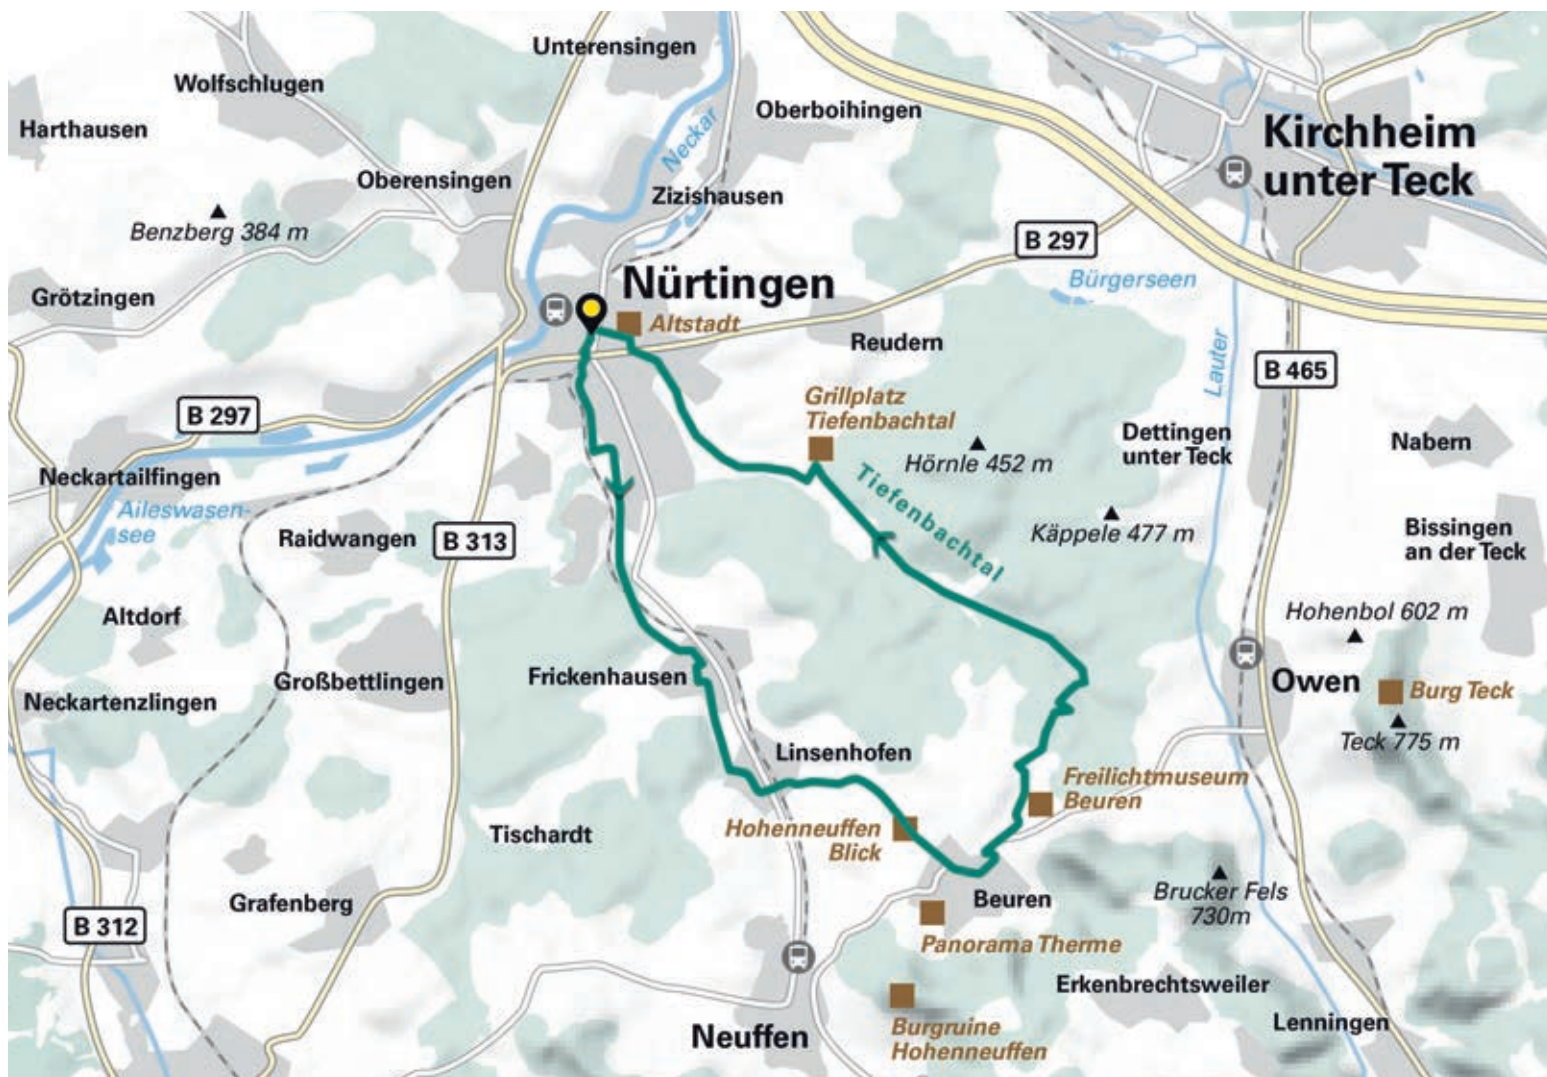 Unterensingen
Wolfschlugen
Oberboihingen
Harthausen
Neckar
Kirchheim
unter Teck
Oberensingen
Zizishausen
Benzberg 384 m
B 297
Nürtingen
Bürgerseen
Grötzingen
Altstadt
Reudern
Lauter
B 465
Grillplatz
Tiefenbachtal
B 297
Dettingen
unter Teck
Nabern
Hörnle 452 m
Neckartailfingen
Tiefenbachtal
Aileswasen-
see
Raidwangen
B 313
Käppele 477 m
Bissingen
an der Teck
Altdorf
Hohenbol 602 m
Frickenhausen
Großbettlingen
Owen
Burg Teck
Neckartenzlingen
Teck 775 m
Linsenhofen
Freilichtmuseum
Beuren
Tischardt
Hohenneuffen
Blick
Grafenberg
Beuren
Brucker Fels
730m
B 312
Panorama Therme
Erkenbrechtsweiler
Neuffen
Burgruine
Hohenneuffen
Lenningen